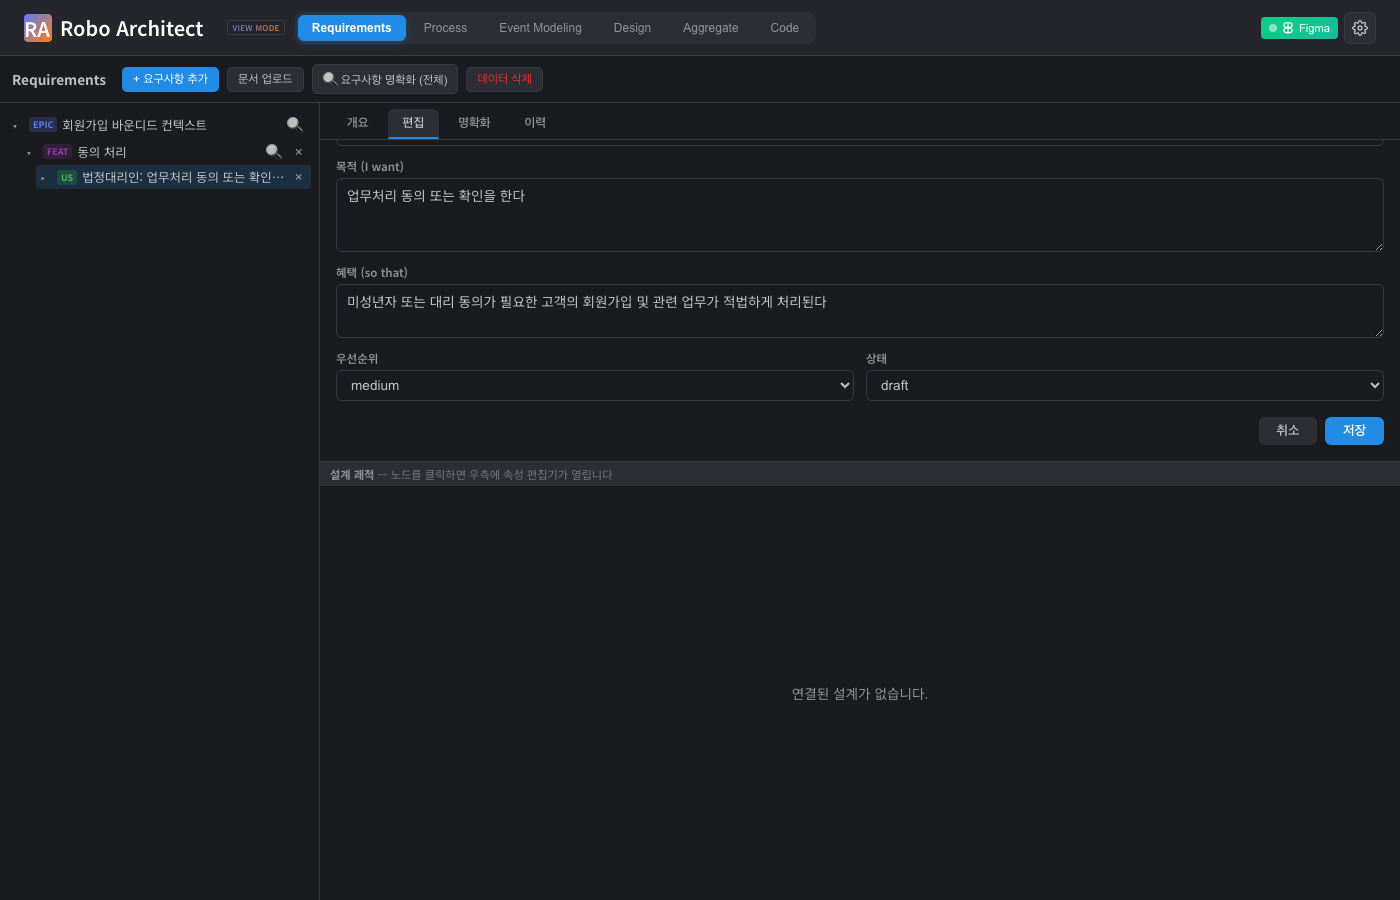 RA Robo Architect
VIEW MODE
Requirements
Process
Event Modeling
Design
Aggregate
Code
Figma
Requirements
+ 요구사항 추가
문서 업로드
요구사항 명확화 (전체)
데이터 삭제
EPIC 회원가입 바운디드 컨텍스트
FEAT 동의 처리 ×
US 법정대리인: 업무처리 동의 또는 확인… ×
개요
편집
명확화
이력
목적 (I want)
업무처리 동의 또는 확인을 한다
혜택 (so that)
미성년자 또는 대리 동의가 필요한 고객의 회원가입 및 관련 업무가 적법하게 처리된다
우선순위
상태
medium
draft
취소
저장
설계 궤적 — 노드를 클릭하면 우측에 속성 편집기가 열립니다
연결된 설계가 없습니다.